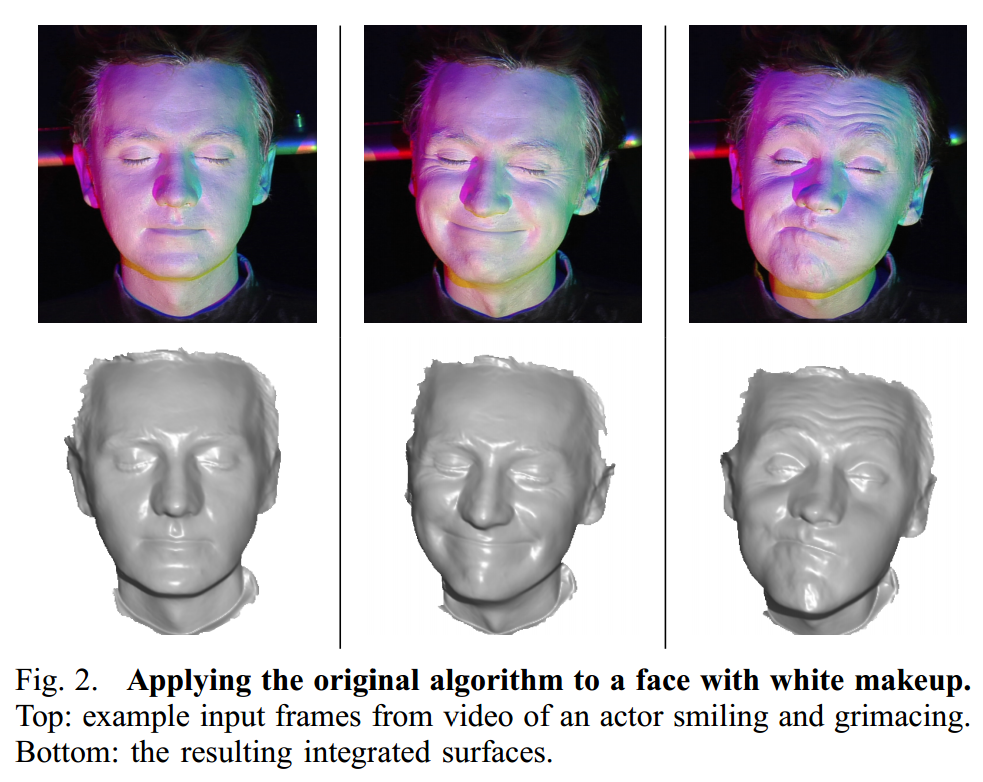 Fig. 2. Applying the original algorithm to a face with white makeup.
Top: example input frames from video of an actor smiling and grimacing.
Bottom: the resulting integrated surfaces.